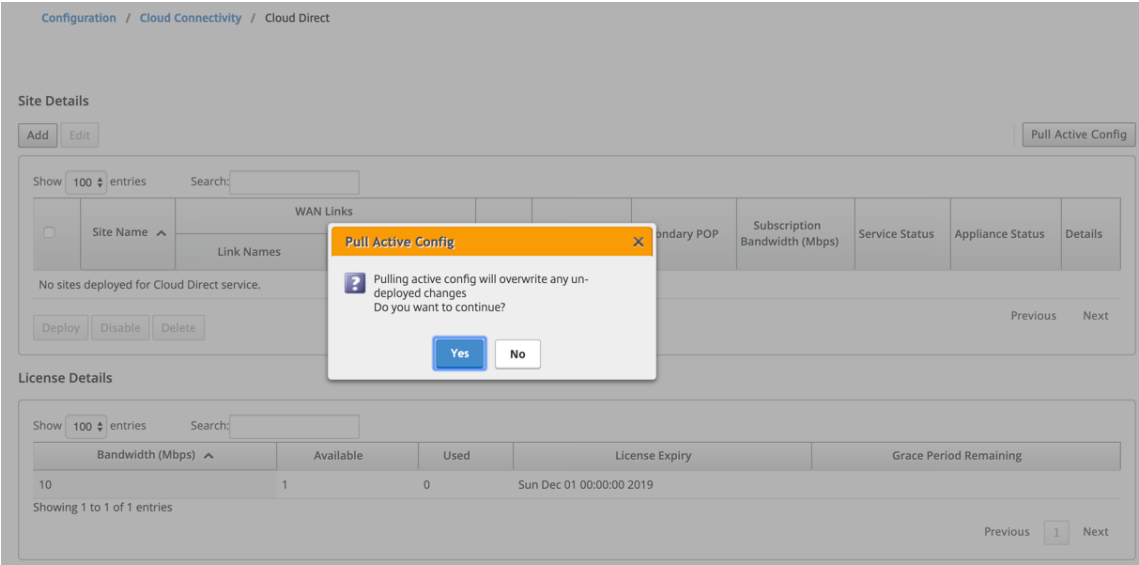 Configuration / Cloud Connectivity / Cloud Direct
Site Details
Add Edit Pull Active Config
Show 100 entries Search:
Site Name WAN Links Link Names ondary POP Subscription Bandwidth (Mbps) Service Status Appliance Status Details
No sites deployed for Cloud Direct service.
Previous Next
Deploy Disable Delete
Pull Active Config
Pulling active config will overwrite any un-
deployed changes
Do you want to continue?
Yes No
License Details
Show 100 entries Search:
Bandwidth (Mbps) Available Used License Expiry Grace Period Remaining
10 1 0 Sun Dec 01 00:00:00 2019
Showing 1 to 1 of 1 entries
Previous 1 Next